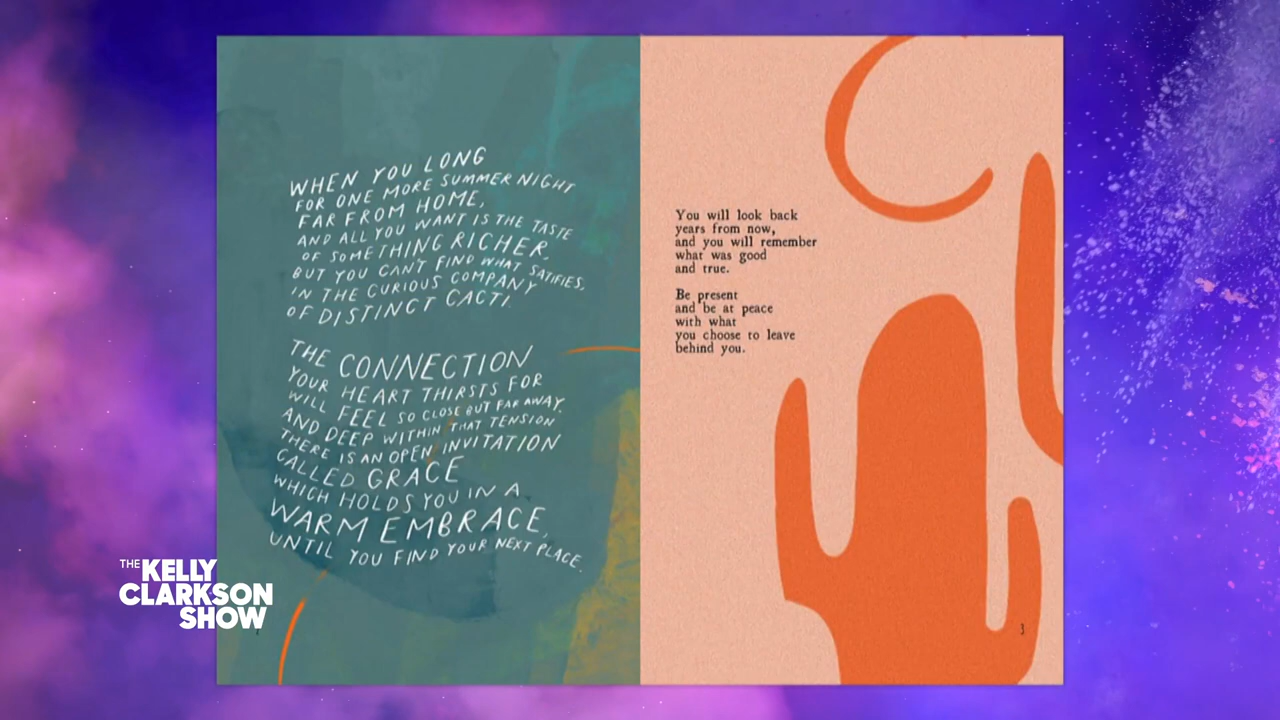 WHEN YOU LONG
FOR ONE MORE SUMMER NIGHT
FAR FROM HOME,
AND ALL YOU WANT IS THE TASTE
OF SOMETHING RICHER,
BUT YOU CAN'T FIND WHAT SATIFIES.
IN THE CURIOUS COMPANY
OF DISTINCT CACTI
THE CONNECTION
YOUR HEART THIRSTS FOR
WILL FEEL SO CLOSE BUT FAR AWAY.
AND DEEP WITHIN THAT TENSION
THERE IS AN OPEN INVITATION
CALLED GRACE
WHICH HOLDS YOU IN A
WARM EMBRACE,
UNTIL YOU FIND YOUR NEXT PLACE.
You will look back
years from now,
and you will remember
what was good
and true.
Be present
and be at peace
with what
you choose to leave
behind you.
3
THE KELLY
CLARKSON
SHOW